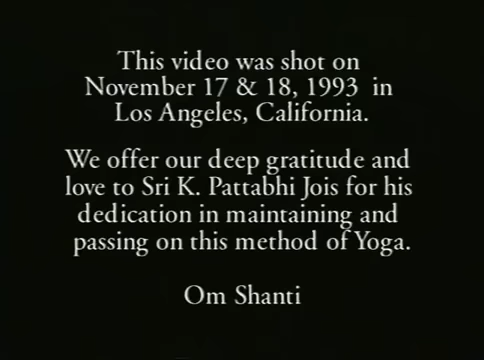 This video was shot on
November 17 & 18, 1993 in
Los Angeles, California.
We offer our deep gratitude and
love to Sri K. Pattabhi Jois for his
dedication in maintaining and
passing on this method of Yoga.
Om Shanti